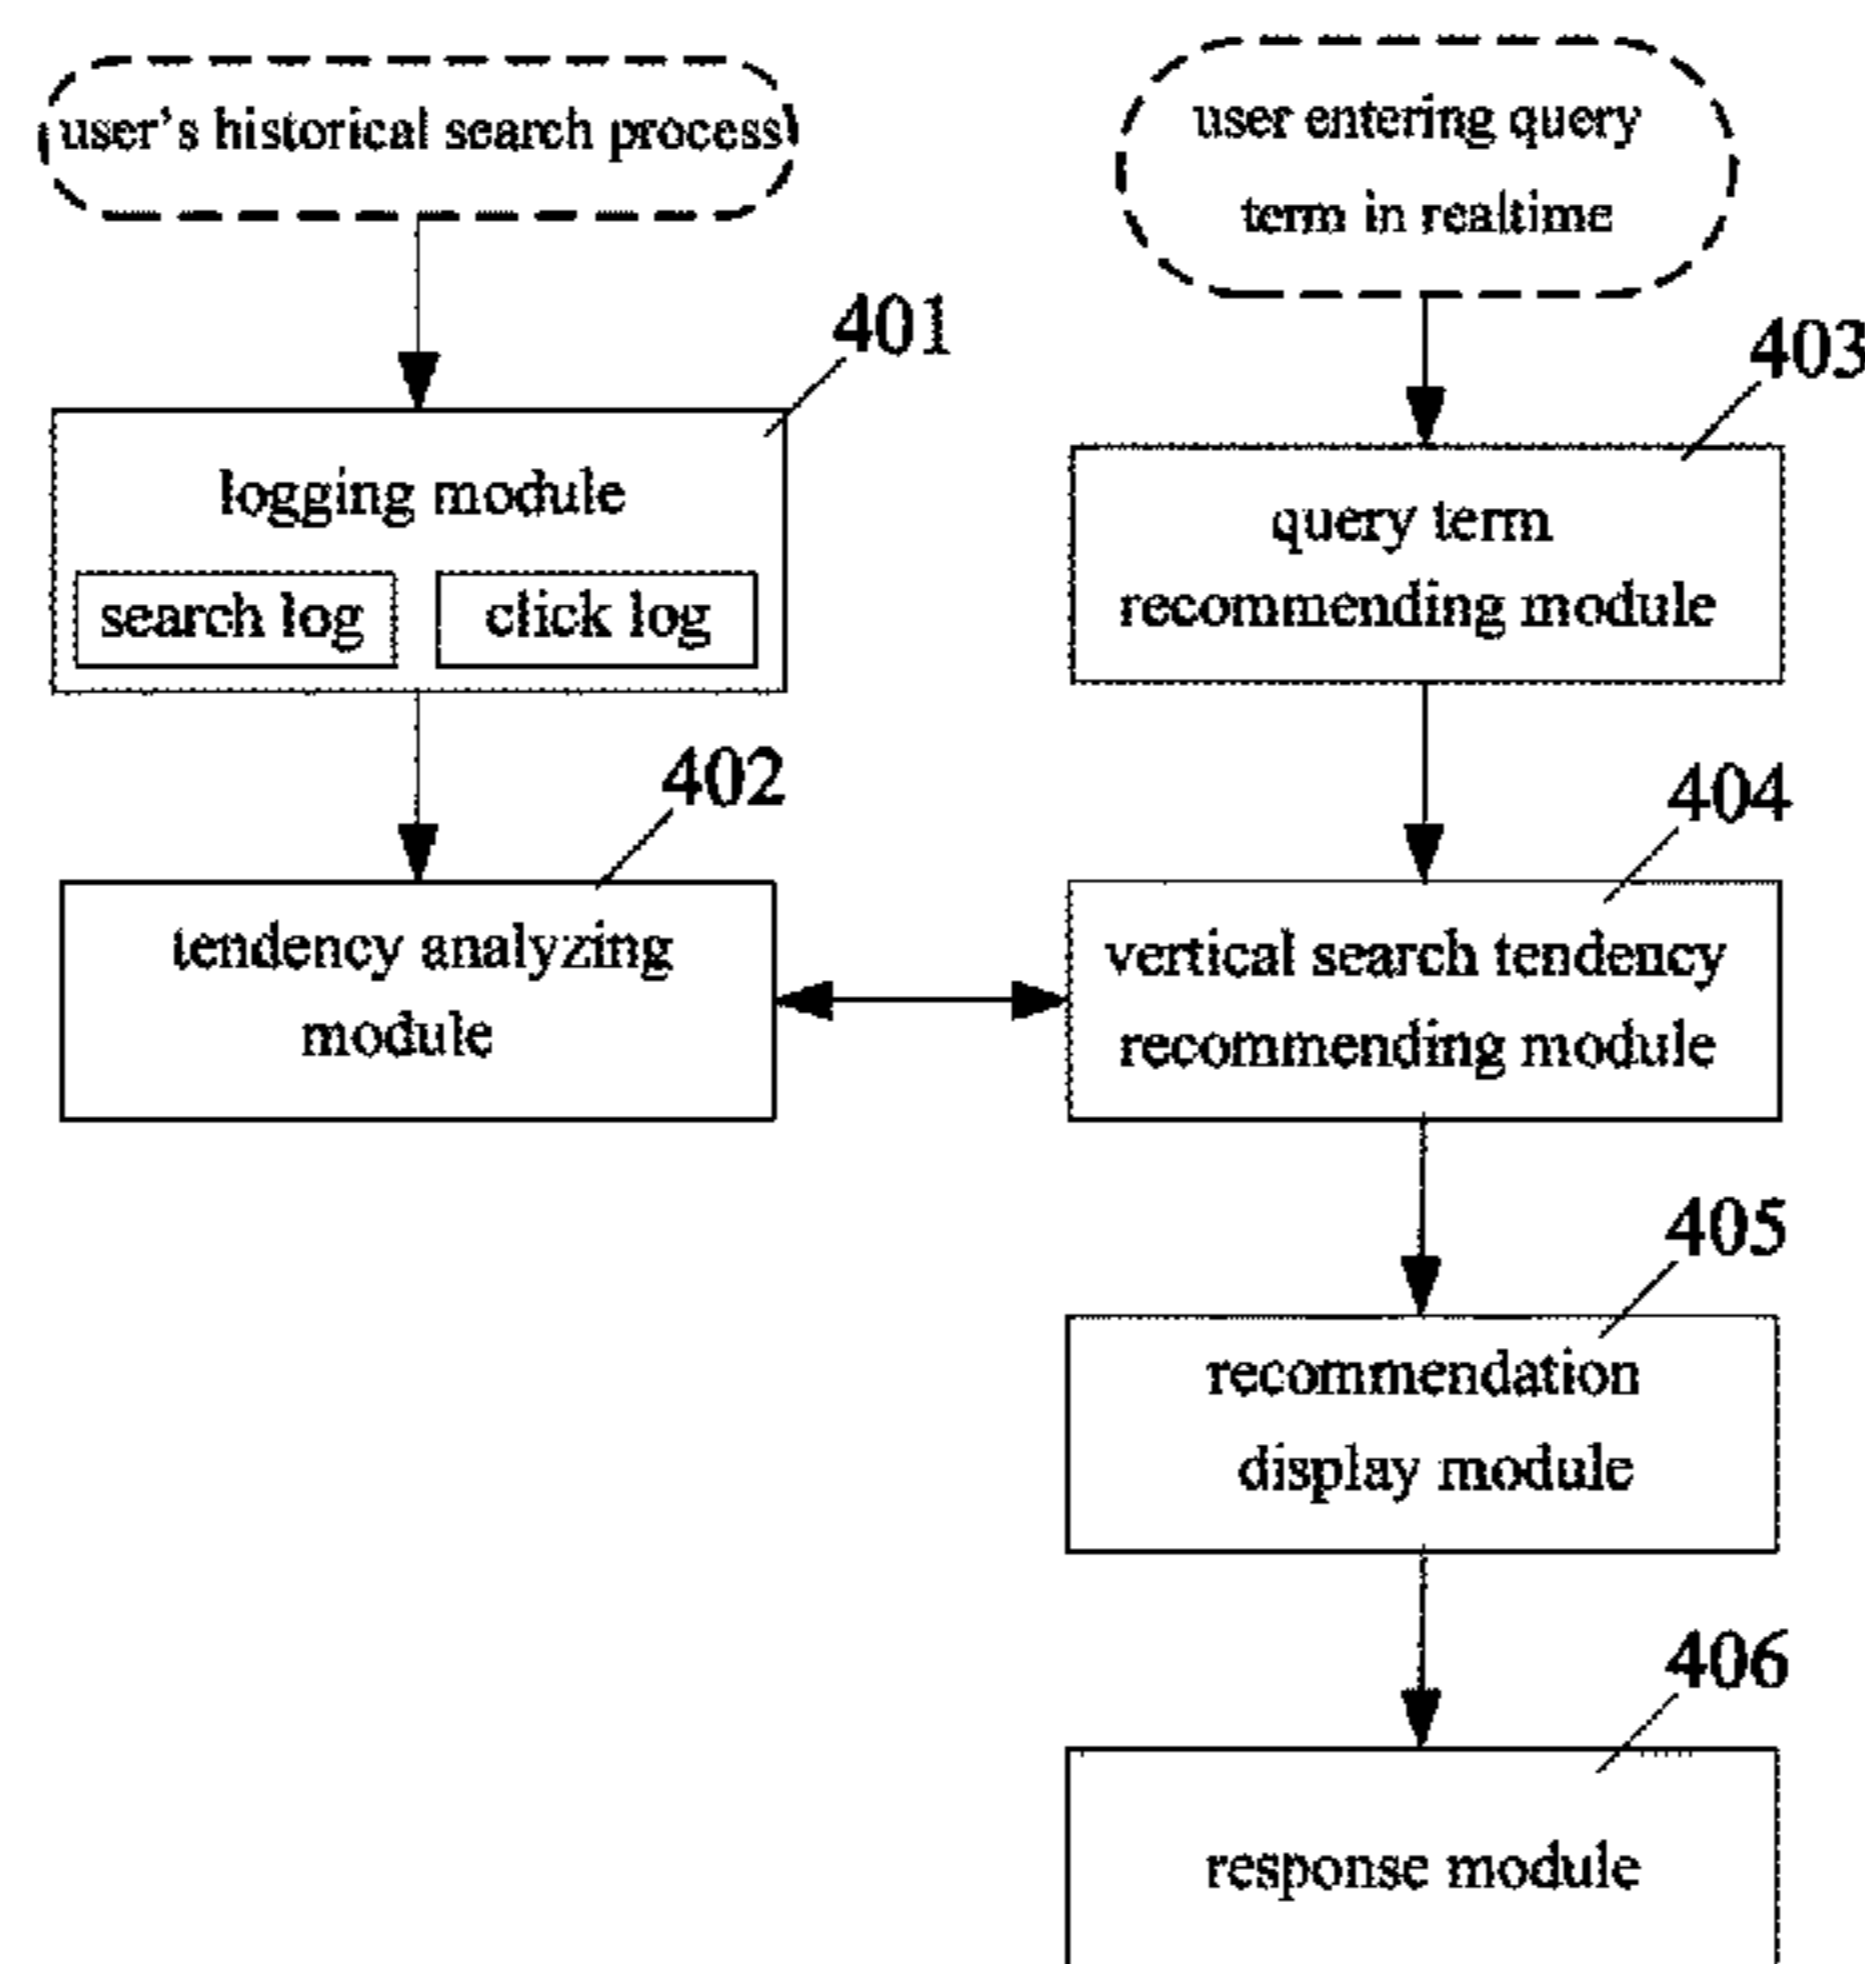 user's historical search process
401
logging module
search log
click log
402
tendency analyzing
module
user entering query
term in realtime
403
query term
recommending module
404
vertical search tendency
recommending module
405
recommendation
display module
406
response module